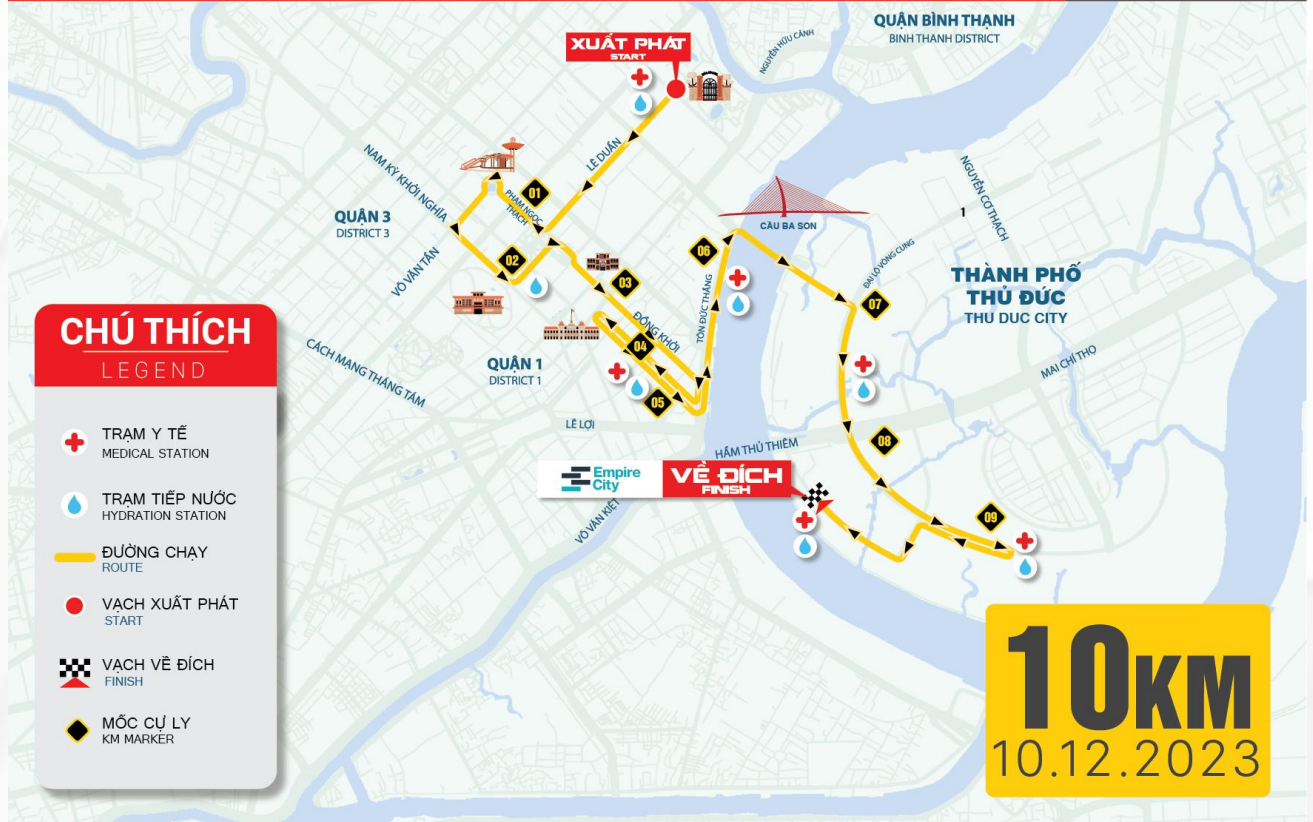 QUẬN BÌNH THẠNH
BINH THANH DISTRICT
NGUYỄN HỮU CẢNH
XUẤT PHÁT
START
LÊ DUẨN
NAM KỲ KHỞI NGHĨA
01
PHẠM NGỌC
THẠCH
QUẬN 3
DISTRICT 3
VÕ VĂN TẦN
02
03
CẦU BA SON
NGUYỄN CƠ THẠCH
1
06
ĐẠI LỘ VÒNG CUNG
THÀNH PHỐ
THỦ ĐỨC
THU DUC CITY
07
TÔN ĐỨC THẮNG
ĐỒNG KHỞI
04
QUẬN 1
DISTRICT 1
CÁCH MẠNG THÁNG TÁM
05
MAI CHÍ THỌ
LÊ LỢI
08
HẦM THỦ THIÊM
Empire
City
VỀ ĐÍCH
FINISH
VÕ VĂN KIỆT
09
CHÚ THÍCH
LEGEND
TRẠM Y TẾ
MEDICAL STATION
TRẠM TIẾP NƯỚC
HYDRATION STATION
ĐƯỜNG CHẠY
ROUTE
VẠCH XUẤT PHÁT
START
VẠCH VỀ ĐÍCH
FINISH
MỐC CỰ LY
KM MARKER
10KM
10.12.2023